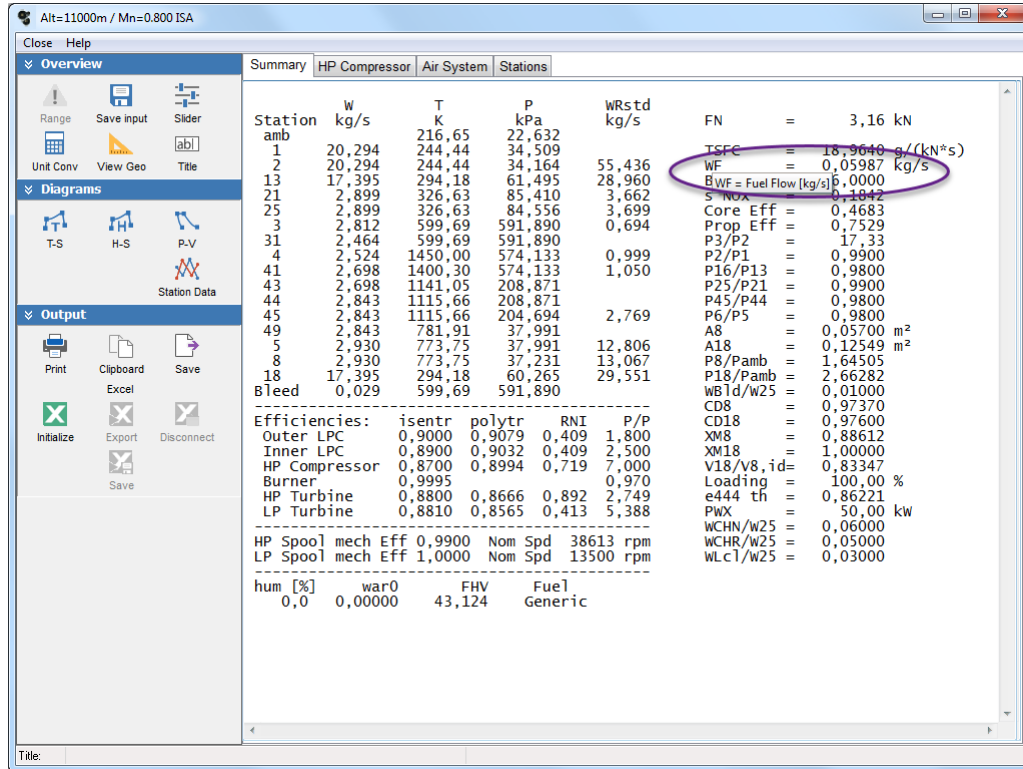 Alt=11000m / Mn=0.800 ISA
Close Help
Overview
Range Save input Slider
abl
Unit Conv View Geo Title
Diagrams
T-S H-S P-V
Station Data
Output
Print Clipboard Save
Excel
Initialize Export Disconnect
Save
Summary HP Compressor Air System Stations
W T P WRstd
Station kg/s K kPa kg/s
amb 216,65 22,632
1 20,294 244,44 34,509
2 20,294 244,44 34,164 55,436
13 17,395 294,18 61,495 28,960
21 2,899 326,63 85,410 3,662
25 2,899 326,63 84,556 3,699
3 2,812 599,69 591,890 0,694
31 2,464 599,69 591,890
4 2,524 1450,00 574,133 0,999
41 2,698 1400,30 574,133 1,050
43 2,698 1141,05 208,871
44 2,843 1115,66 208,871
45 2,843 1115,66 204,694 2,769
49 2,843 781,91 37,991
5 2,930 773,75 37,991 12,806
8 2,930 773,75 37,231 13,067
18 17,395 294,18 60,265 29,551
Bleed 0,029 599,69 591,890
Efficiencies: isentr polytr RNI P/P
Outer LPC 0,9000 0,9079 0,409 1,800
Inner LPC 0,8900 0,9032 0,409 2,500
HP Compressor 0,8700 0,8994 0,719 7,000
Burner 0,9995 0,970
HP Turbine 0,8800 0,8666 0,892 2,749
LP Turbine 0,8810 0,8565 0,413 5,388
HP Spool mech Eff 0,9900 Nom Spd 38613 rpm
LP Spool mech Eff 1,0000 Nom Spd 13500 rpm
hum [%] war0 FHV Fuel
0,0 0,00000 43,124 Generic
FN = 3,16 kN
TSFC = 18,9640 g/(kN*s)
WF = 0,05987 kg/s
WF = Fuel Flow [kg/s]
s NOx = 0,1842
Core Eff = 0,4683
Prop Eff = 0,7529
P3/P2 = 17,33
P2/P1 = 0,9900
P16/P13 = 0,9800
P25/P21 = 0,9900
P45/P44 = 0,9800
P6/P5 = 0,9800
A8 = 0,05700 m²
A18 = 0,12549 m²
P8/Pamb = 1,64505
P18/Pamb = 2,66282
WBld/W25 = 0,01000
CD8 = 0,97370
CD18 = 0,97600
XM8 = 0,88612
XM18 = 1,00000
V18/V8,id= 0,83347
Loading = 100,00 %
e444 th = 0,86221
PWX = 50,00 kW
WCHN/W25 = 0,06000
WCHR/W25 = 0,05000
WLcl/W25 = 0,03000
Title: